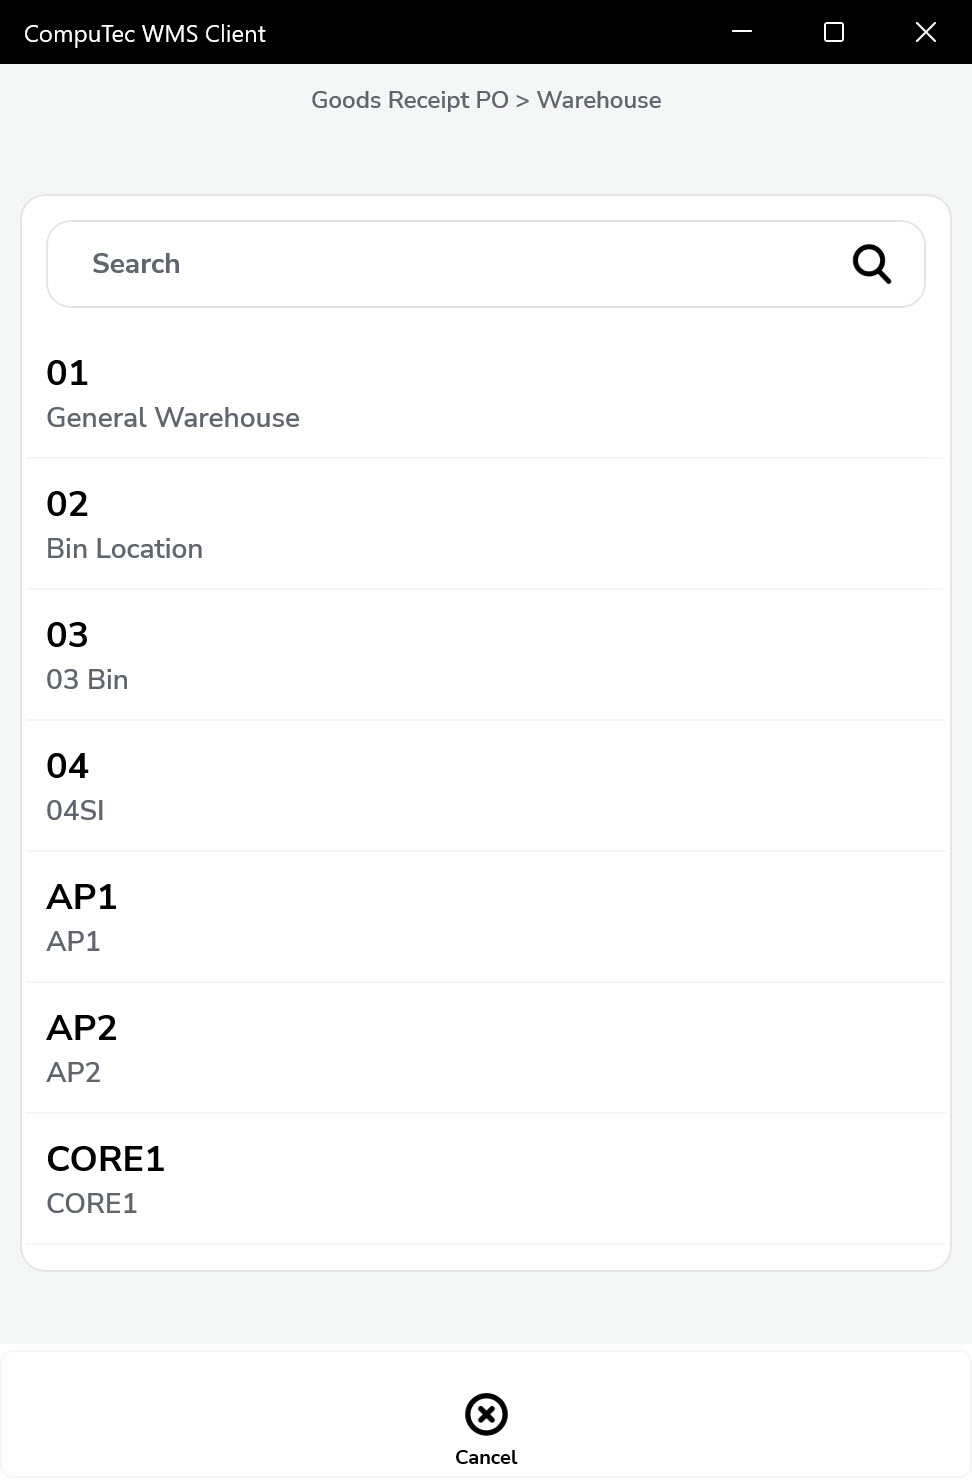 CompuTec WMS Client
Goods Receipt PO > Warehouse
Search
01
General Warehouse
02
Bin Location
03
03 Bin
04
04SI
AP1
AP1
AP2
AP2
CORE1
CORE1
Cancel